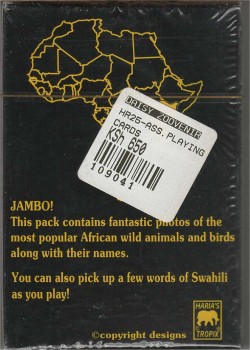 DAISY ZOOVENIR
HR25-ASS.PLAYING
CARDS
KSh 650
109041
JAMBO!
This pack contains fantastic photos of the
most popular African wild animals and birds
along with their names.
You can also pick up a few words of Swahili
as you play!
HARIA'S
TROPIX
©copyright designs